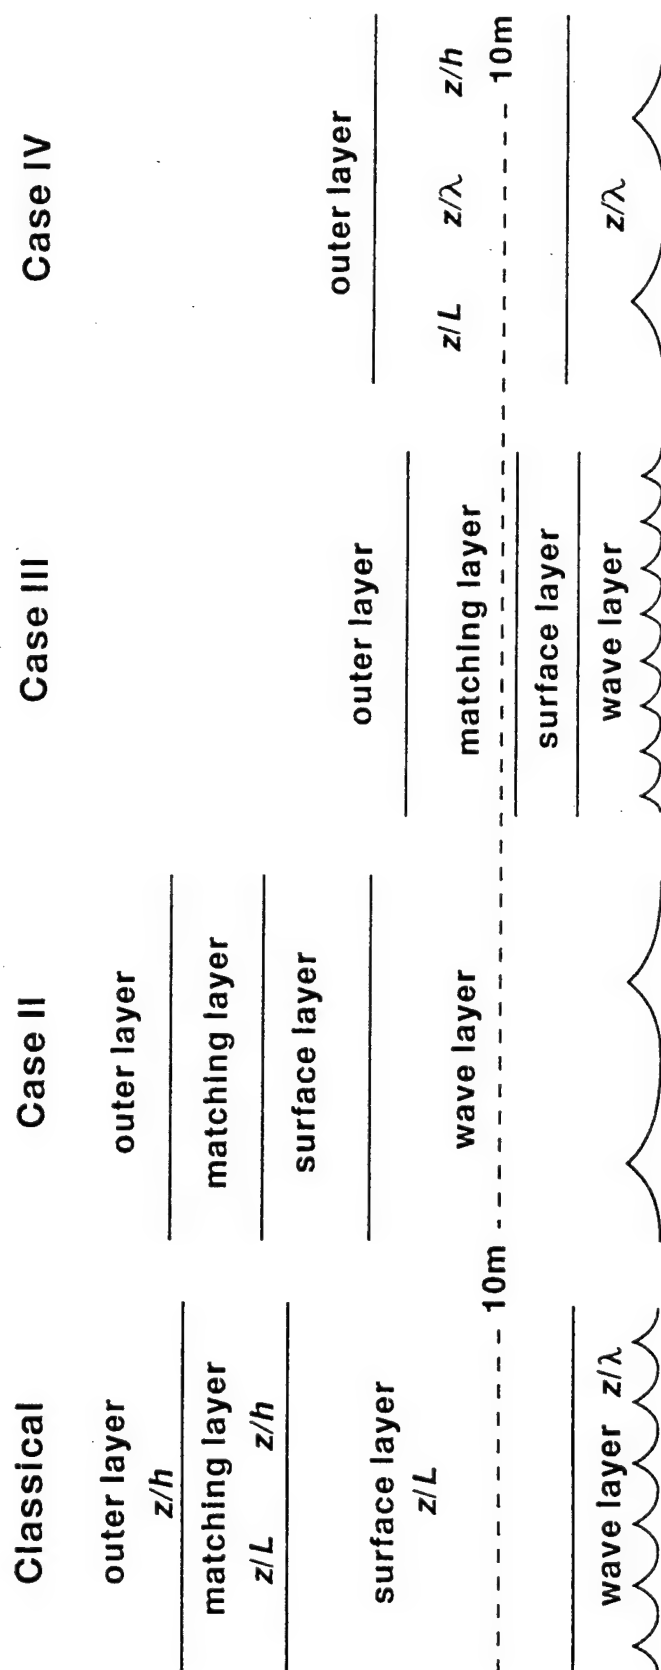 Classical
outer layer
z/h
matching layer
z/L z/h
surface layer
z/L
10m
wave layer z/λ
Case II
outer layer
matching layer
surface layer
wave layer
Case III
outer layer
matching layer
surface layer
wave layer
Case IV
outer layer
z/L z/λ z/h
10m
z/λ